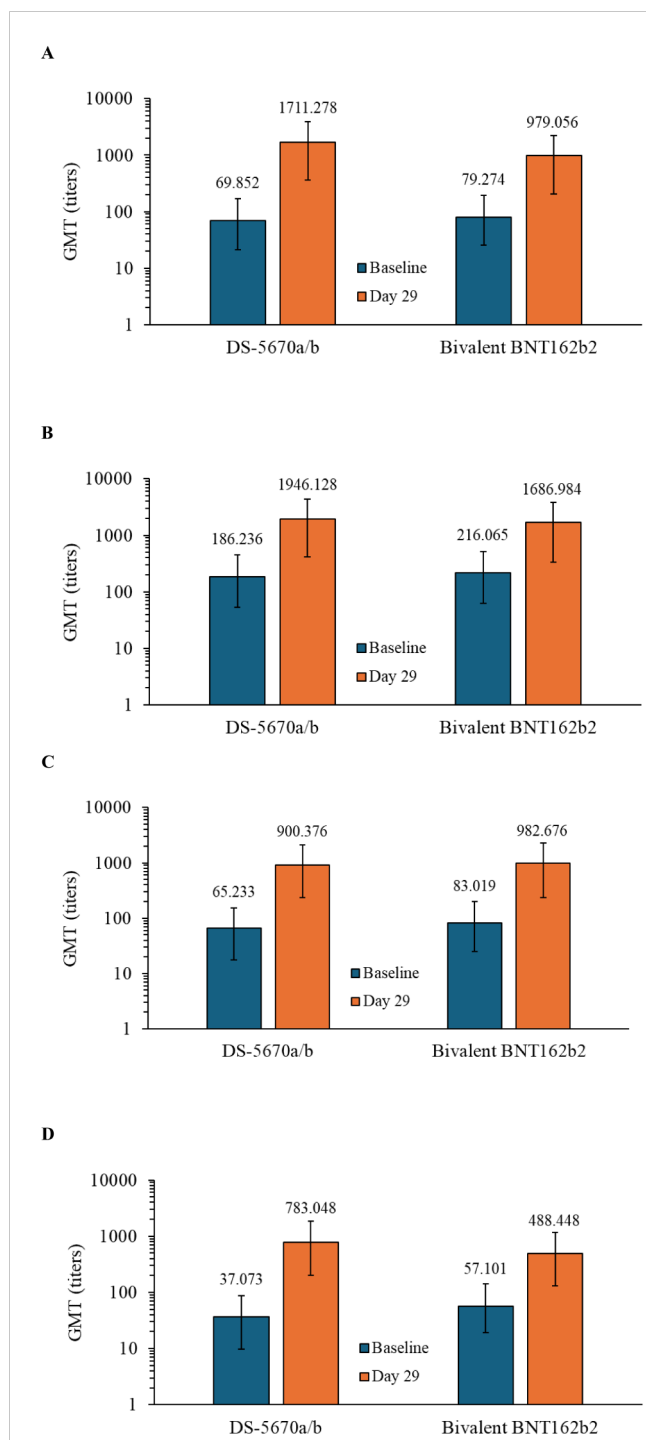 A
10000
1000
100
10
1
GMT (titers)
69.852
1711.278
79.274
979.056
Baseline
Day 29
DS-5670a/b
Bivalent BNT162b2
B
10000
1000
100
10
1
GMT (titers)
186.236
1946.128
216.065
1686.984
Baseline
Day 29
DS-5670a/b
Bivalent BNT162b2
C
10000
1000
100
10
1
GMT (titers)
65.233
900.376
83.019
982.676
Baseline
Day 29
DS-5670a/b
Bivalent BNT162b2
D
10000
1000
100
10
1
GMT (titers)
37.073
783.048
57.101
488.448
Baseline
Day 29
DS-5670a/b
Bivalent BNT162b2